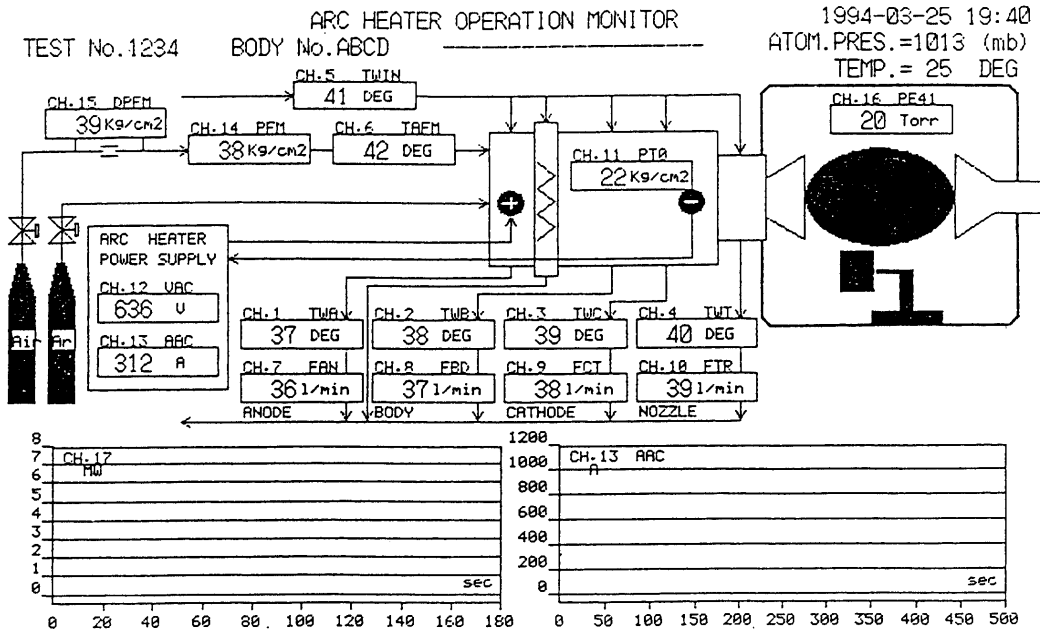 ARC HEATER OPERATION MONITOR
1994-03-25 19:40
TEST No.1234 BODY No.ABCD
ATOM.PRES.=1013 (mb)
TEMP.= 25 DEG
CH.5 TWIN
41 DEG
CH.15 DPFM
39 Kg/cm2
CH.14 PFM
38 Kg/cm2
CH.6 TAFM
42 DEG
CH.16 PE41
20 Torr
CH.11 PT0
22 Kg/cm2
+
−
ARC HEATER
POWER SUPPLY
CH.12 VAC
636 V
CH.13 AAC
312 A
Air
Ar
CH.1 TWA
37 DEG
CH.2 TWB
38 DEG
CH.3 TWC
39 DEG
CH.4 TWT
40 DEG
CH.7 FAN
36 l/min
CH.8 FBD
37 l/min
CH.9 FCT
38 l/min
CH.10 FTR
39 l/min
ANODE
BODY
CATHODE
NOZZLE
8
7
6
5
4
3
2
1
0
CH.17
MW
sec
0 20 40 60 80 100 120 140 160 180
1200
1000
800
600
400
200
0
CH.13 AAC
A
sec
0 50 100 150 200 250 300 350 400 450 500